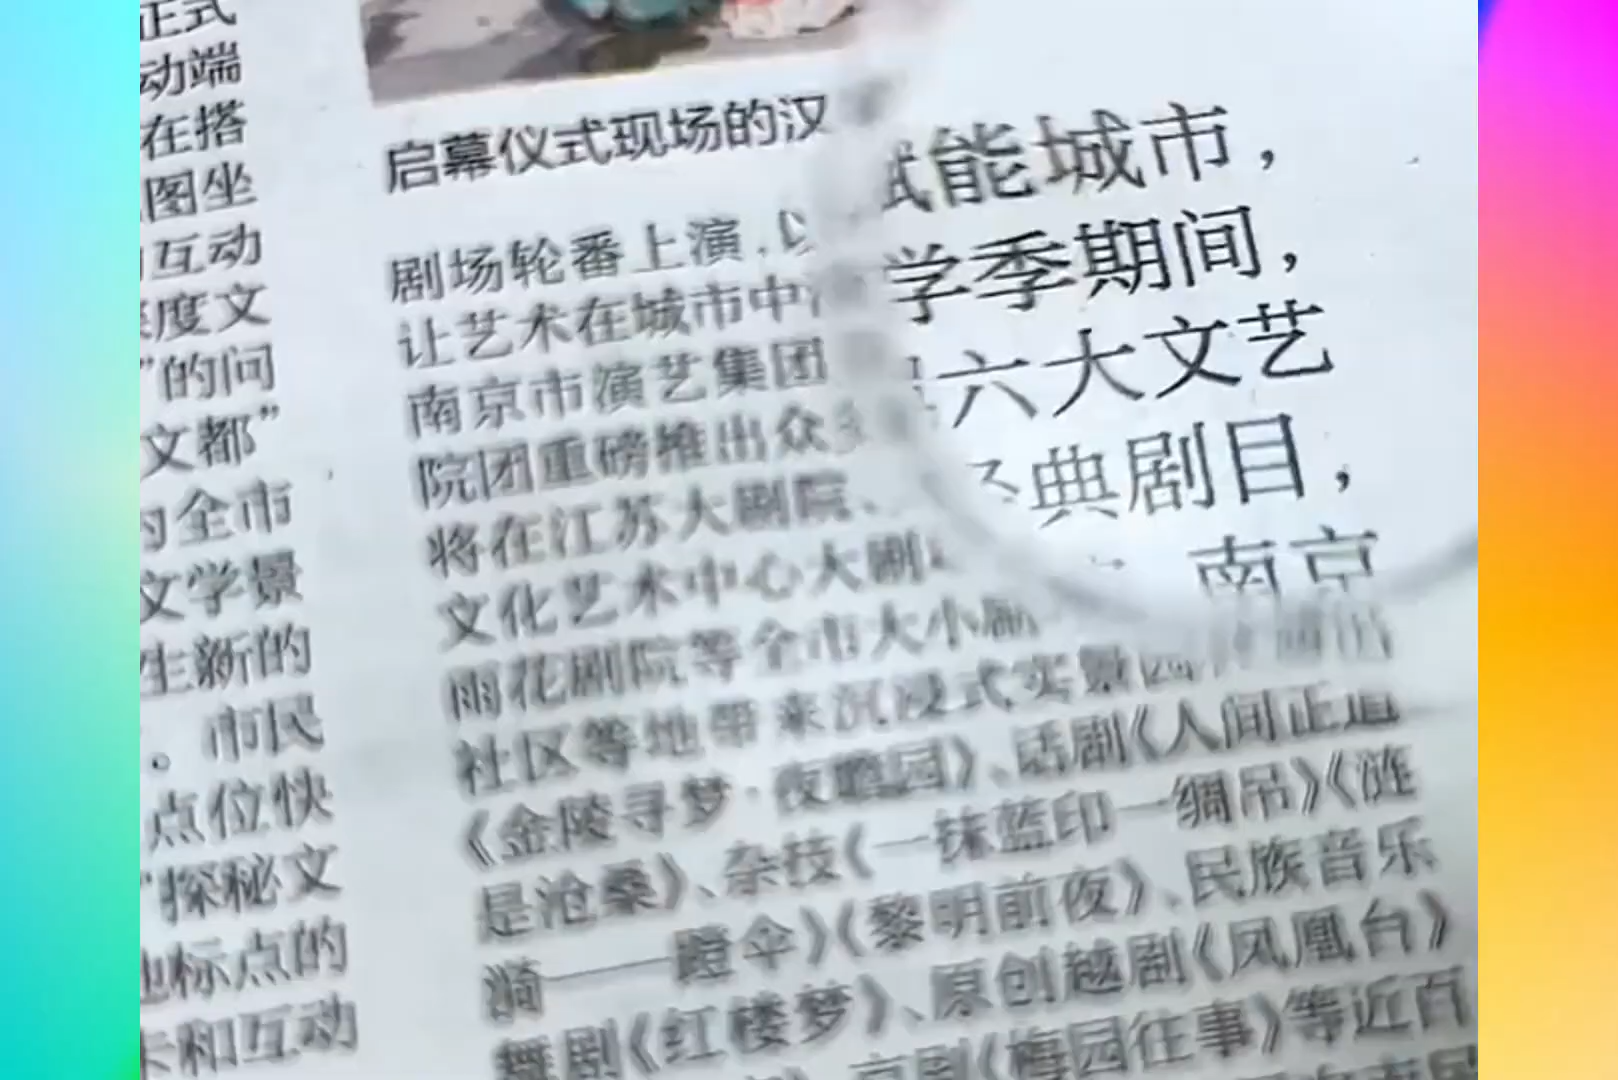 正式
动端
在搭
图坐
互动
度文
”的问
文都”
的全市
文学景
生新的
。市民
点位快
“探秘文
地标点的
卡和互动
启幕仪式现场的汉
剧场轮番上演,以赋能城市,
让艺术在城市中 学季期间,
南京市演艺集团 六大文艺
院团重磅推出众多经典剧目,
将在江苏大剧院、 南京
文化艺术中心大剧
雨花剧院等全市大小剧
社区等地带来沉浸式实景
《金陵寻梦·夜瞻园》、话剧《人间正道
是沧桑》、杂技《一抹蓝印—绸吊》《涟
漪——蹬伞》《黎明前夜》、民族音乐
舞剧《红楼梦》、原创越剧《凤凰台》
京剧《梅园往事》等近百